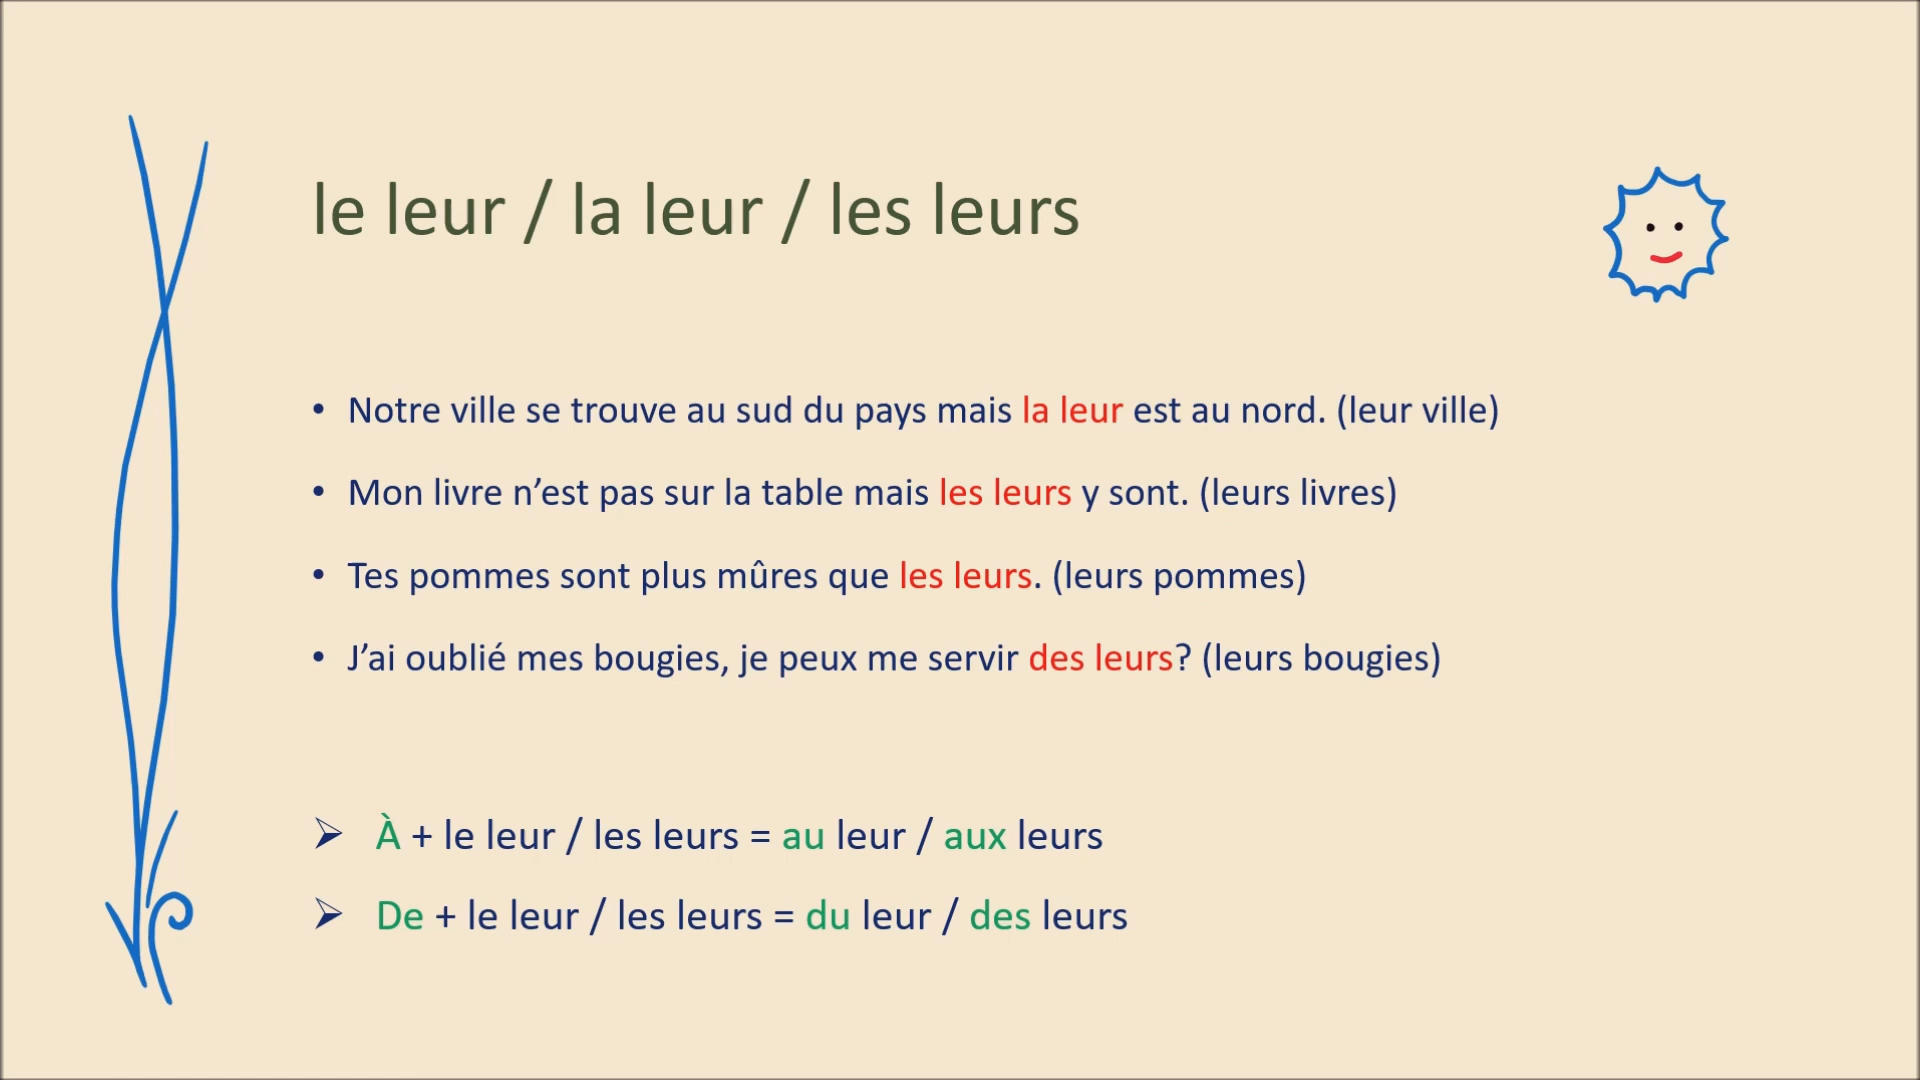 le leur / la leur / les leurs
• Notre ville se trouve au sud du pays mais la leur est au nord. (leur ville)
• Mon livre n’est pas sur la table mais les leurs y sont. (leurs livres)
• Tes pommes sont plus mûres que les leurs. (leurs pommes)
• J’ai oublié mes bougies, je peux me servir des leurs? (leurs bougies)
➢ À + le leur / les leurs = au leur / aux leurs
➢ De + le leur / les leurs = du leur / des leurs